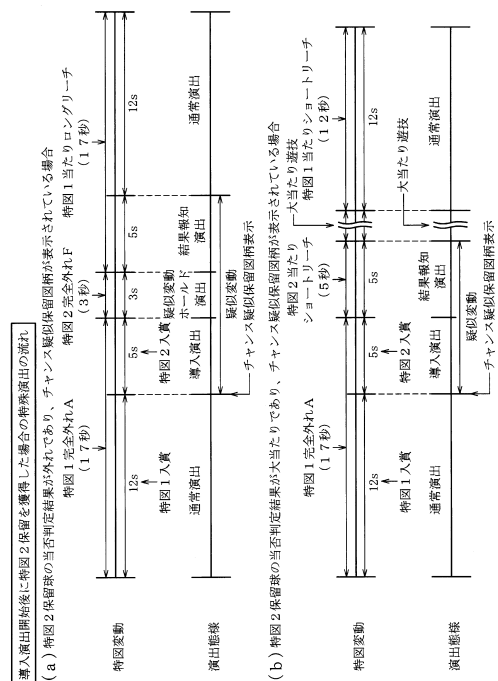 導入演出開始後に特図2保留を獲得した場合の特殊演出の流れ
(a)特図2保留球の当否判定結果が外れであり、チャンス疑似保留図柄が表示されている場合
特図1完全外れA
(17秒)
特図2完全外れF
(3秒)
特図1当たりロングリーチ
(17秒)
特図変動
12s
5s
3s
5s
12s
特図1入賞
特図2入賞
演出態様
通常演出
導入演出
疑似変動
ホールド
演出
結果報知
演出
通常演出
疑似変動
チャンス疑似保留図柄表示
(b)特図2保留球の当否判定結果が大当たりであり、チャンス疑似保留図柄が表示されている場合
特図1完全外れA
(17秒)
特図2当たり
ショートリーチ
(5秒)
大当たり遊技
特図1当たりショートリーチ
(12秒)
特図変動
12s
5s
5s
12s
特図1入賞
特図2入賞
大当たり遊技
演出態様
通常演出
導入演出
結果報知
演出
通常演出
疑似変動
チャンス疑似保留図柄表示